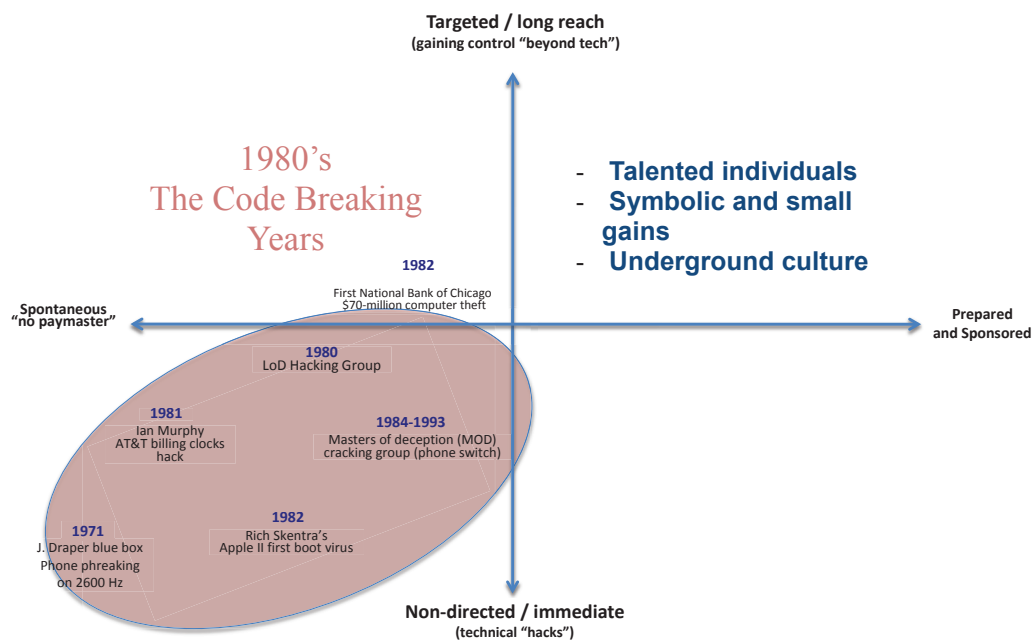 Targeted / long reach
(gaining control “beyond tech”)
1980’s
The Code Breaking
Years
- Talented individuals
- Symbolic and small
gains
- Underground culture
1982
First National Bank of Chicago
$70-million computer theft
Spontaneous
“no paymaster”
Prepared
and Sponsored
1980
LoD Hacking Group
1981
Ian Murphy
AT&T billing clocks
hack
1984-1993
Masters of deception (MOD)
cracking group (phone switch)
1971
J. Draper blue box
Phone phreaking
on 2600 Hz
1982
Rich Skentra’s
Apple II first boot virus
Non-directed / immediate
(technical “hacks”)